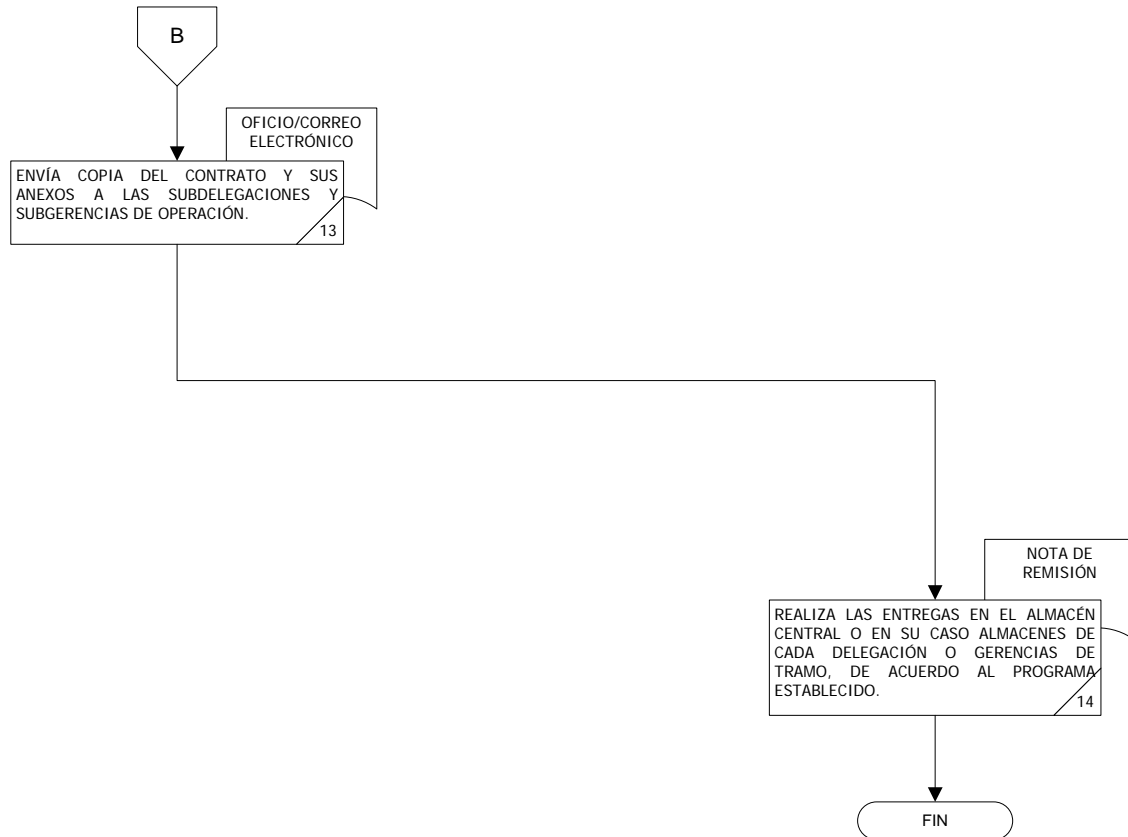 B
OFICIO/CORREO
ELECTRÓNICO
ENVÍA COPIA DEL CONTRATO Y SUS
ANEXOS A LAS SUBDELEGACIONES Y
SUBGERENCIAS DE OPERACIÓN.
13
NOTA DE
REMISIÓN
REALIZA LAS ENTREGAS EN EL ALMACÉN
CENTRAL O EN SU CASO ALMACENES DE
CADA DELEGACIÓN O GERENCIAS DE
TRAMO, DE ACUERDO AL PROGRAMA
ESTABLECIDO.
14
FIN